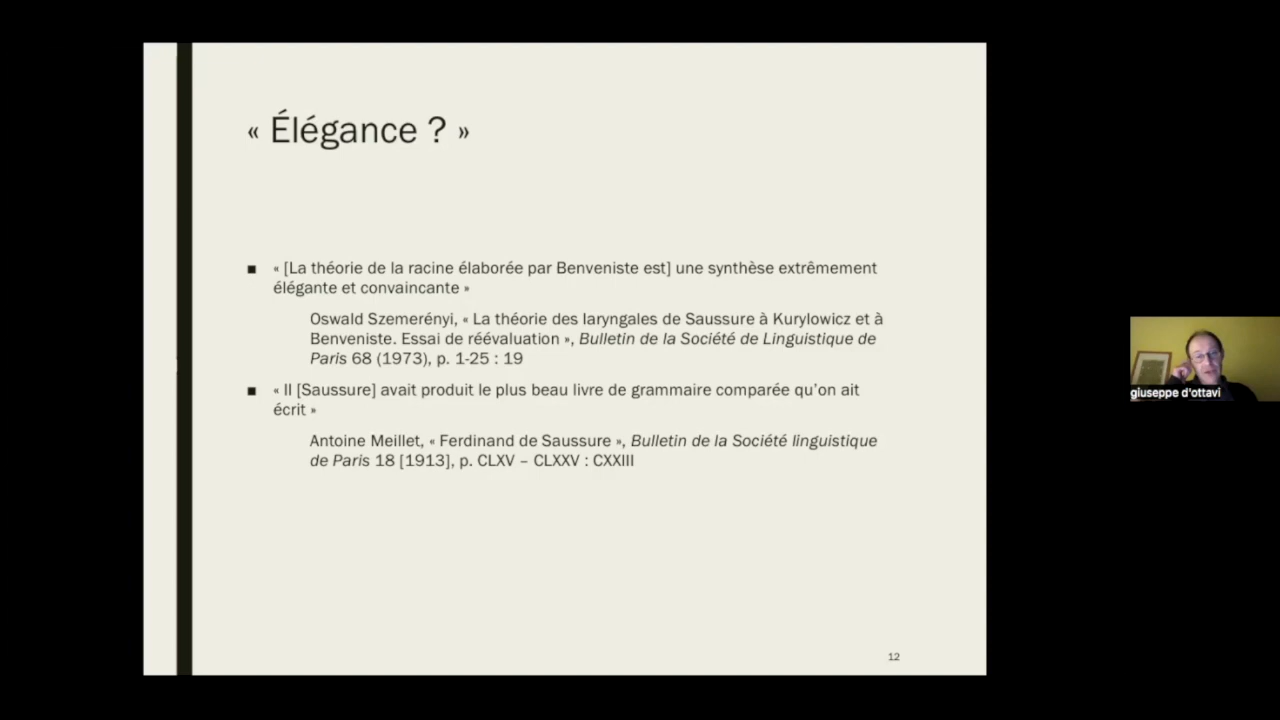 « Élégance ? »
■ « [La théorie de la racine élaborée par Benveniste est] une synthèse extrêmement
élégante et convaincante »
Oswald Szemerényi, « La théorie des laryngales de Saussure à Kurylowicz et à
Benveniste. Essai de réévaluation », Bulletin de la Société de Linguistique de
Paris 68 (1973), p. 1-25 : 19
■ « Il [Saussure] avait produit le plus beau livre de grammaire comparée qu’on ait
écrit »
Antoine Meillet, « Ferdinand de Saussure », Bulletin de la Société linguistique
de Paris 18 [1913], p. CLXV – CLXXV : CXXIII
12
giuseppe d'ottavi